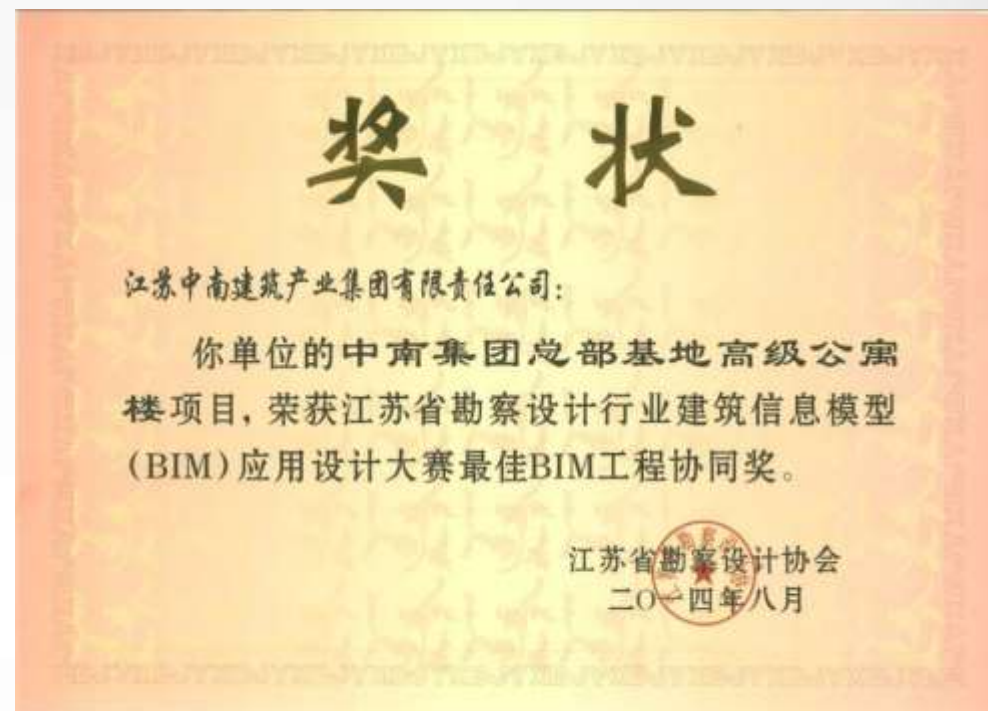 奖 状
江苏中南建筑产业集团有限责任公司：
你单位的中南集团总部基地高级公寓
楼项目，荣获江苏省勘察设计行业建筑信息模型
（BIM）应用设计大赛最佳BIM工程协同奖。
江苏省勘察设计协会
二〇一四年八月